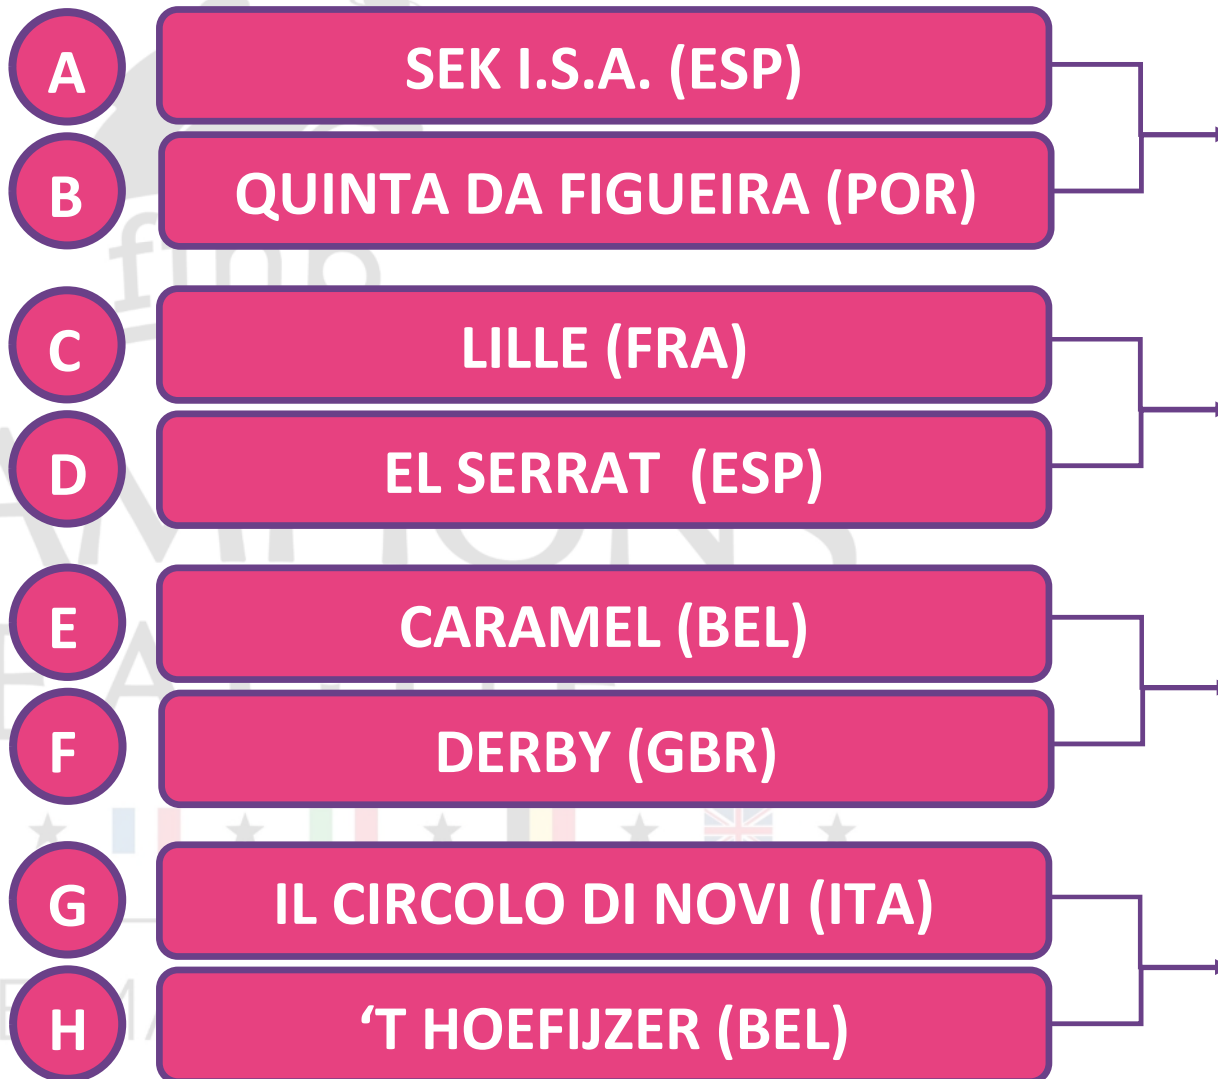 A
SEK I.S.A. (ESP)
B
QUINTA DA FIGUEIRA (POR)
C
LILLE (FRA)
D
EL SERRAT  (ESP)
E
CARAMEL (BEL)
F
DERBY (GBR)
G
IL CIRCOLO DI NOVI (ITA)
H
‘T HOEFIJZER (BEL)